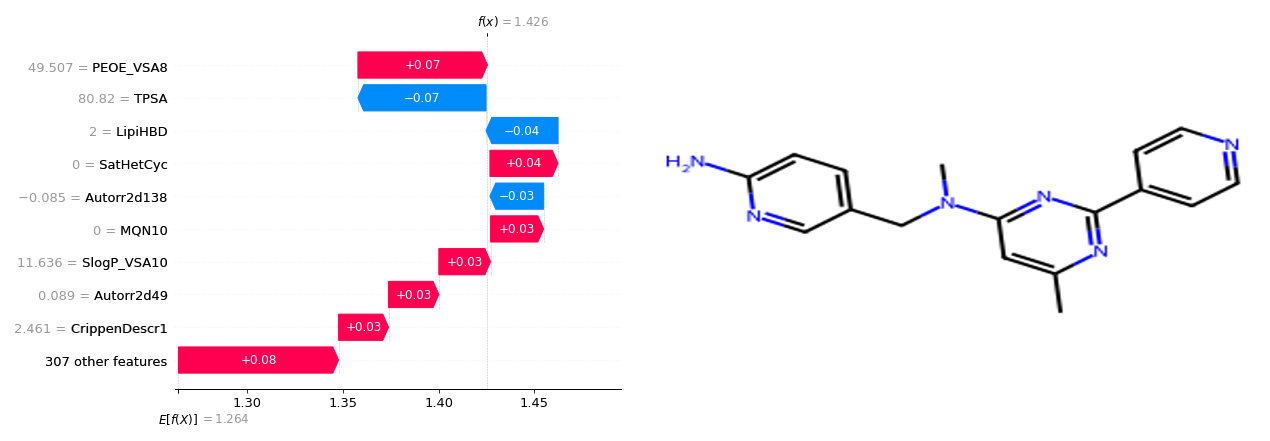 f(x) = 1.426
49.507 = PEOE_VSA8 +0.07
80.82 = TPSA −0.07
2 = LipiHBD −0.04
0 = SatHetCyc +0.04
−0.085 = Autorr2d138 −0.03
0 = MQN10 +0.03
11.636 = SlogP_VSA10 +0.03
0.089 = Autorr2d49 +0.03
2.461 = CrippenDescr1 +0.03
307 other features +0.08
1.30 1.35 1.40 1.45
E[f(X)] = 1.264
H₂N N N N N N